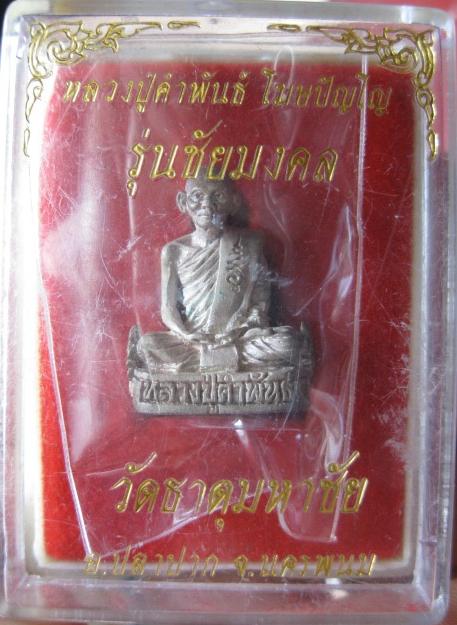 หลวงปู่คำพันธ์ โฆษปัญโญ
รุ่นชัยมงคล
หลวงปู่คำพันธ์
วัดธาตุมหาชัย
อ.ปลาปาก จ.นครพนม